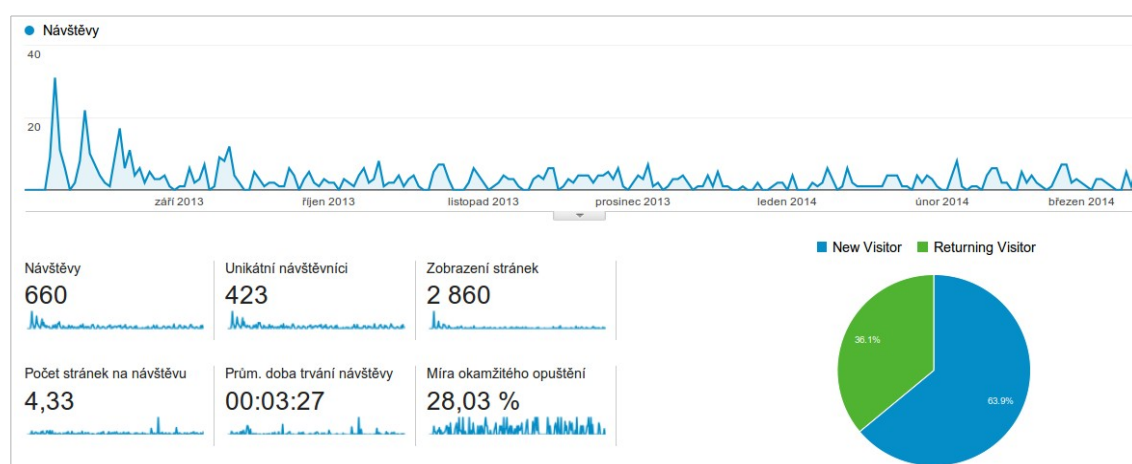 Návštěvy
40
20
září 2013 říjen 2013 listopad 2013 prosinec 2013 leden 2014 únor 2014 březen 2014
New Visitor Returning Visitor
Návštěvy Unikátní návštěvníci Zobrazení stránek
660 423 2 860
36.1%
63.9%
Počet stránek na návštěvu Prům. doba trvání návštěvy Míra okamžitého opuštění
4,33 00:03:27 28,03 %